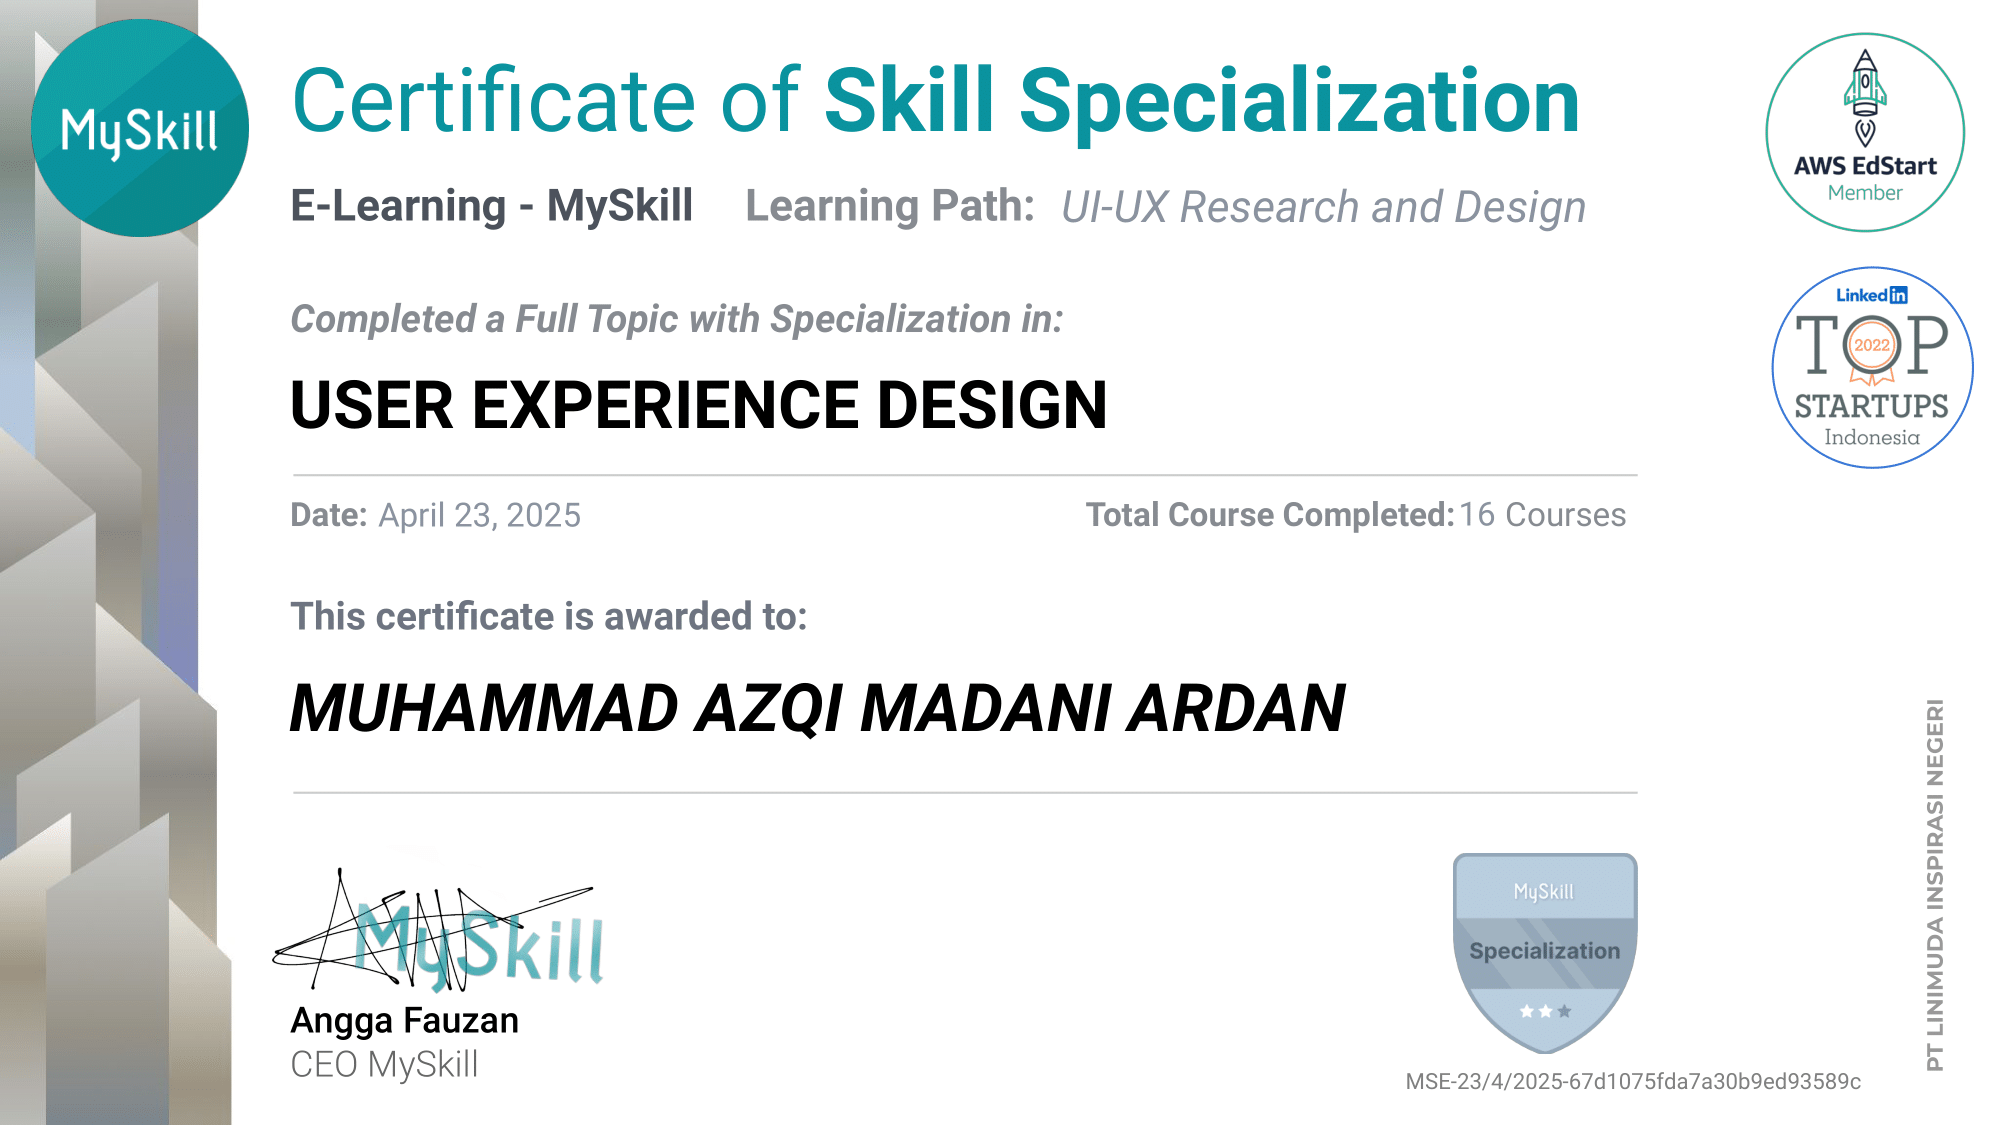 MySkill
Certificate of Skill Specialization
E-Learning - MySkill Learning Path: UI-UX Research and Design
AWS EdStart
Member
Completed a Full Topic with Specialization in:
USER EXPERIENCE DESIGN
LinkedIn
TOP
2022
STARTUPS
Indonesia
Date: April 23, 2025
Total Course Completed: 16 Courses
This certificate is awarded to:
MUHAMMAD AZQI MADANI ARDAN
MySkill
Angga Fauzan
CEO MySkill
MySkill
Specialization
MSE-23/4/2025-67d1075fda7a30b9ed93589c
PT LINIMUDA INSPIRASI NEGERI